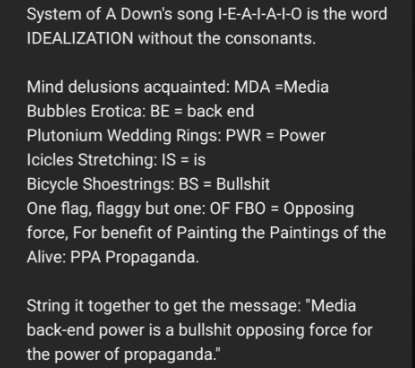 System of A Down's song I-E-A-I-A-I-O is the word
IDEALIZATION without the consonants.
Mind delusions acquainted: MDA =Media
Bubbles Erotica: BE = back end
Plutonium Wedding Rings: PWR = Power
Icicles Stretching: IS = is
Bicycle Shoestrings: BS = Bullshit
One flag, flaggy but one: OF FBO = Opposing
force, For benefit of Painting the Paintings of the
Alive: PPA Propaganda.
String it together to get the message: "Media
back-end power is a bullshit opposing force for
the power of propaganda."